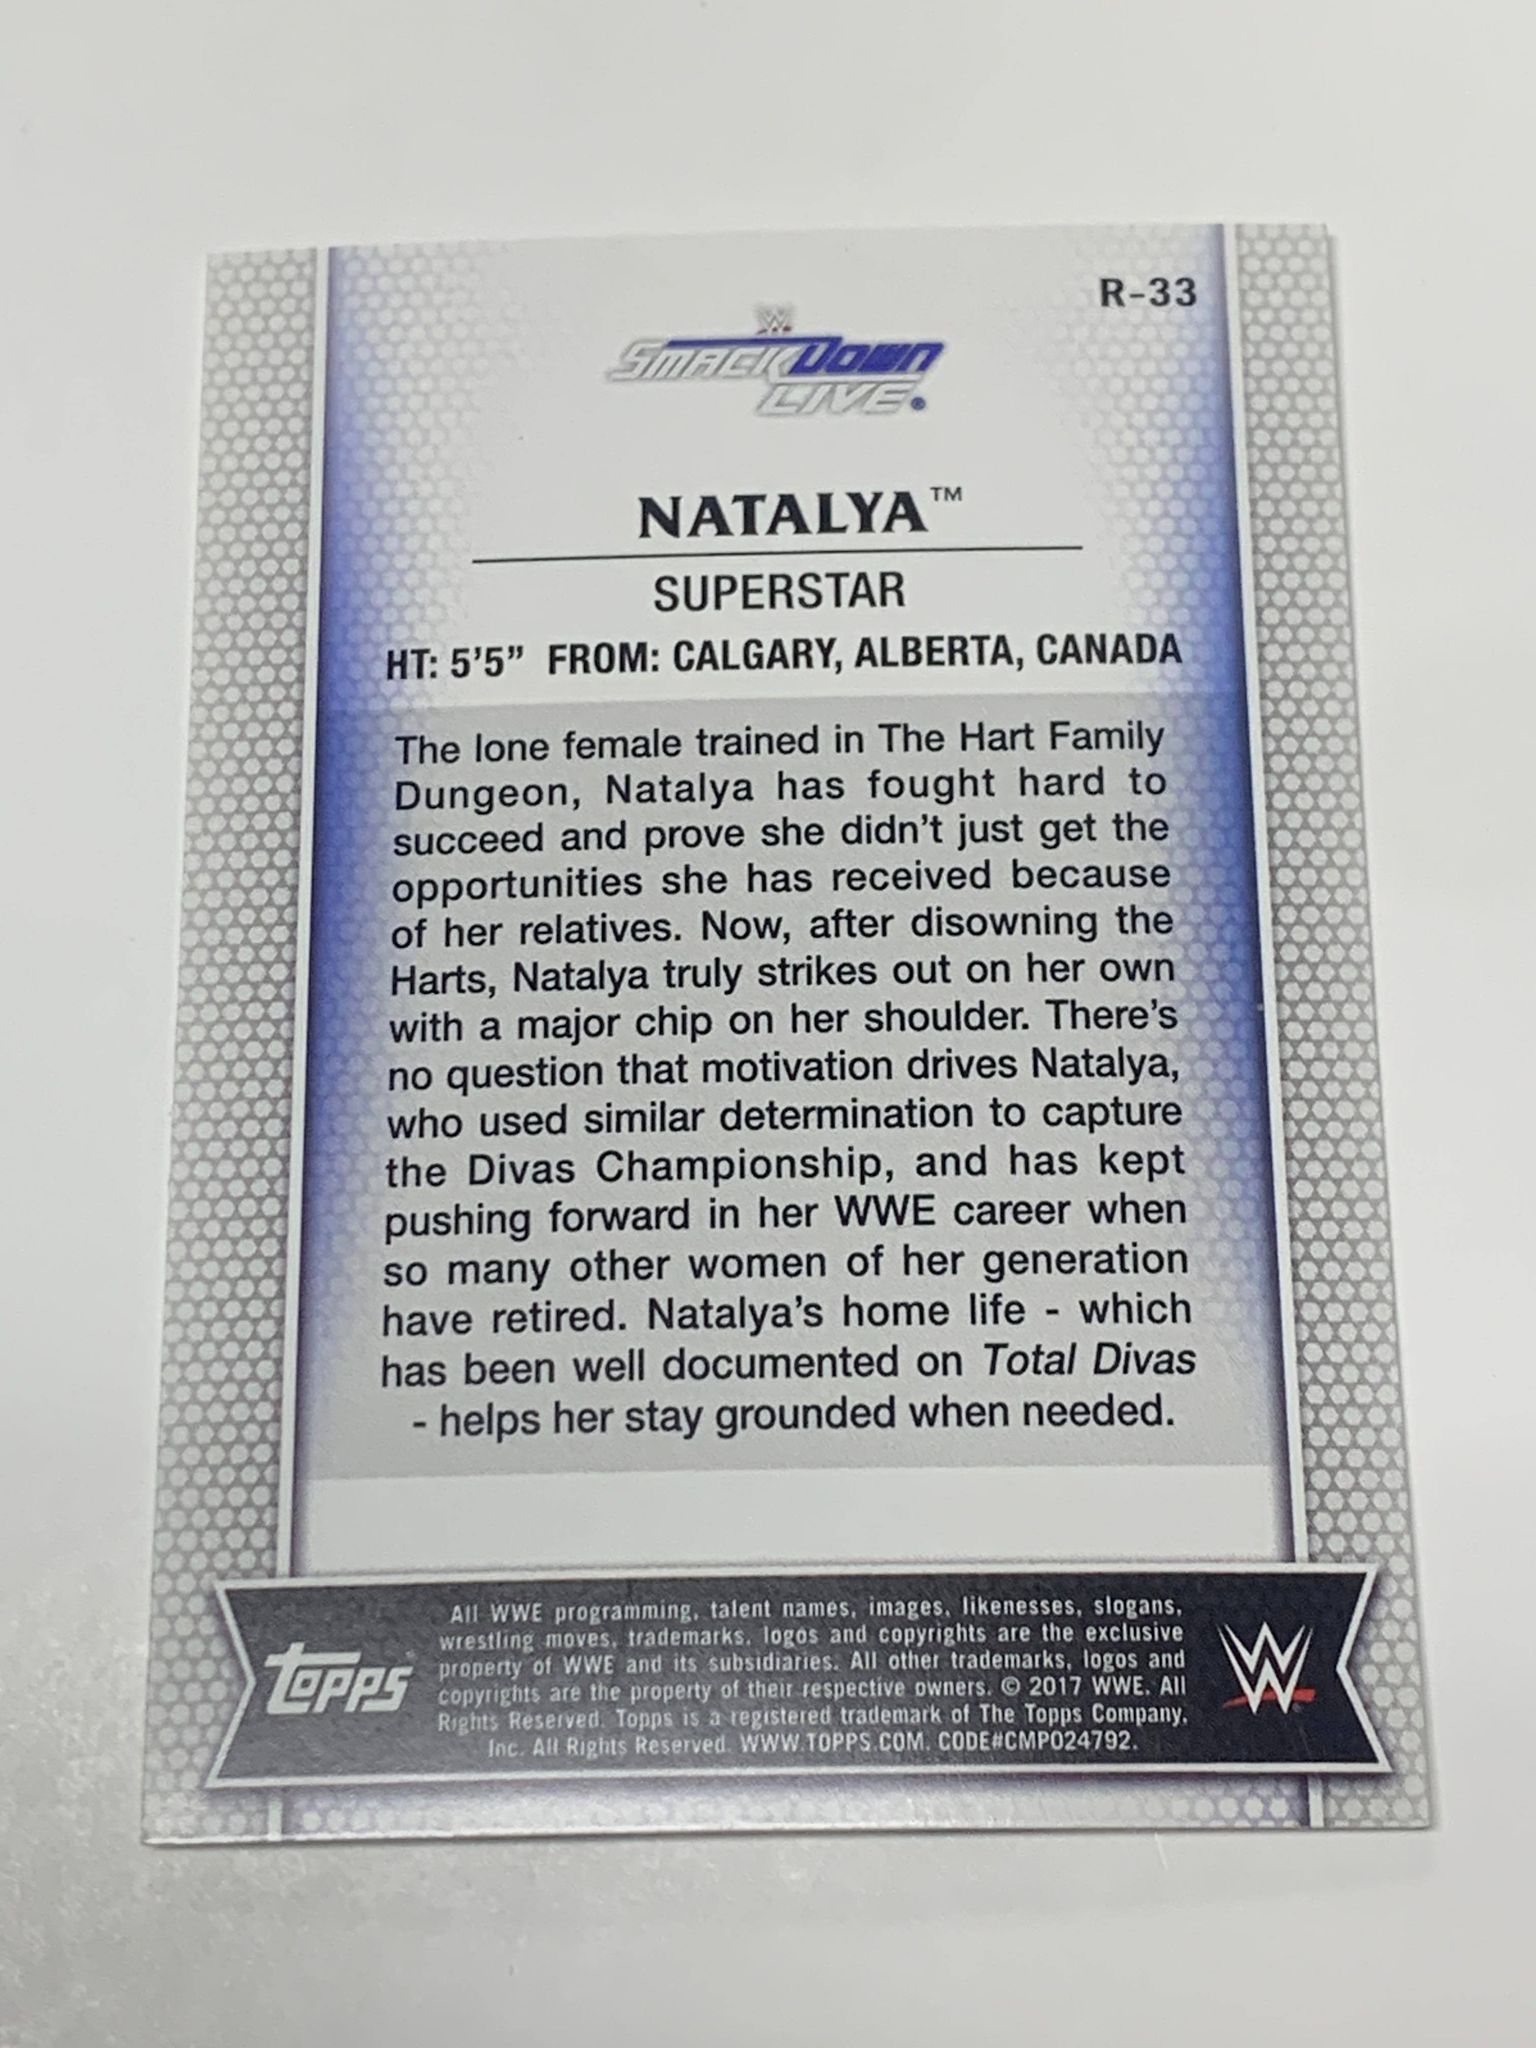 R-33
W
SMACKDOWN
LIVE®
NATALYA™
SUPERSTAR
HT: 5'5” FROM: CALGARY, ALBERTA, CANADA
The lone female trained in The Hart Family
Dungeon, Natalya has fought hard to
succeed and prove she didn't just get the
opportunities she has received because
of her relatives. Now, after disowning the
Harts, Natalya truly strikes out on her own
with a major chip on her shoulder. There's
no question that motivation drives Natalya,
who used similar determination to capture
the Divas Championship, and has kept
pushing forward in her WWE career when
so many other women of her generation
have retired. Natalya's home life - which
has been well documented on Total Divas
- helps her stay grounded when needed.
topps
All WWE programming, talent names, images, likenesses, slogans,
wrestling moves, trademarks, logos and copyrights are the exclusive
property of WWE and its subsidiaries. All other trademarks, logos and
copyrights are the property of their respective owners. © 2017 WWE. All
Rights Reserved. Topps is a registered trademark of The Topps Company,
Inc. All Rights Reserved. WWW.TOPPS.COM. CODE#CMP024792.
W